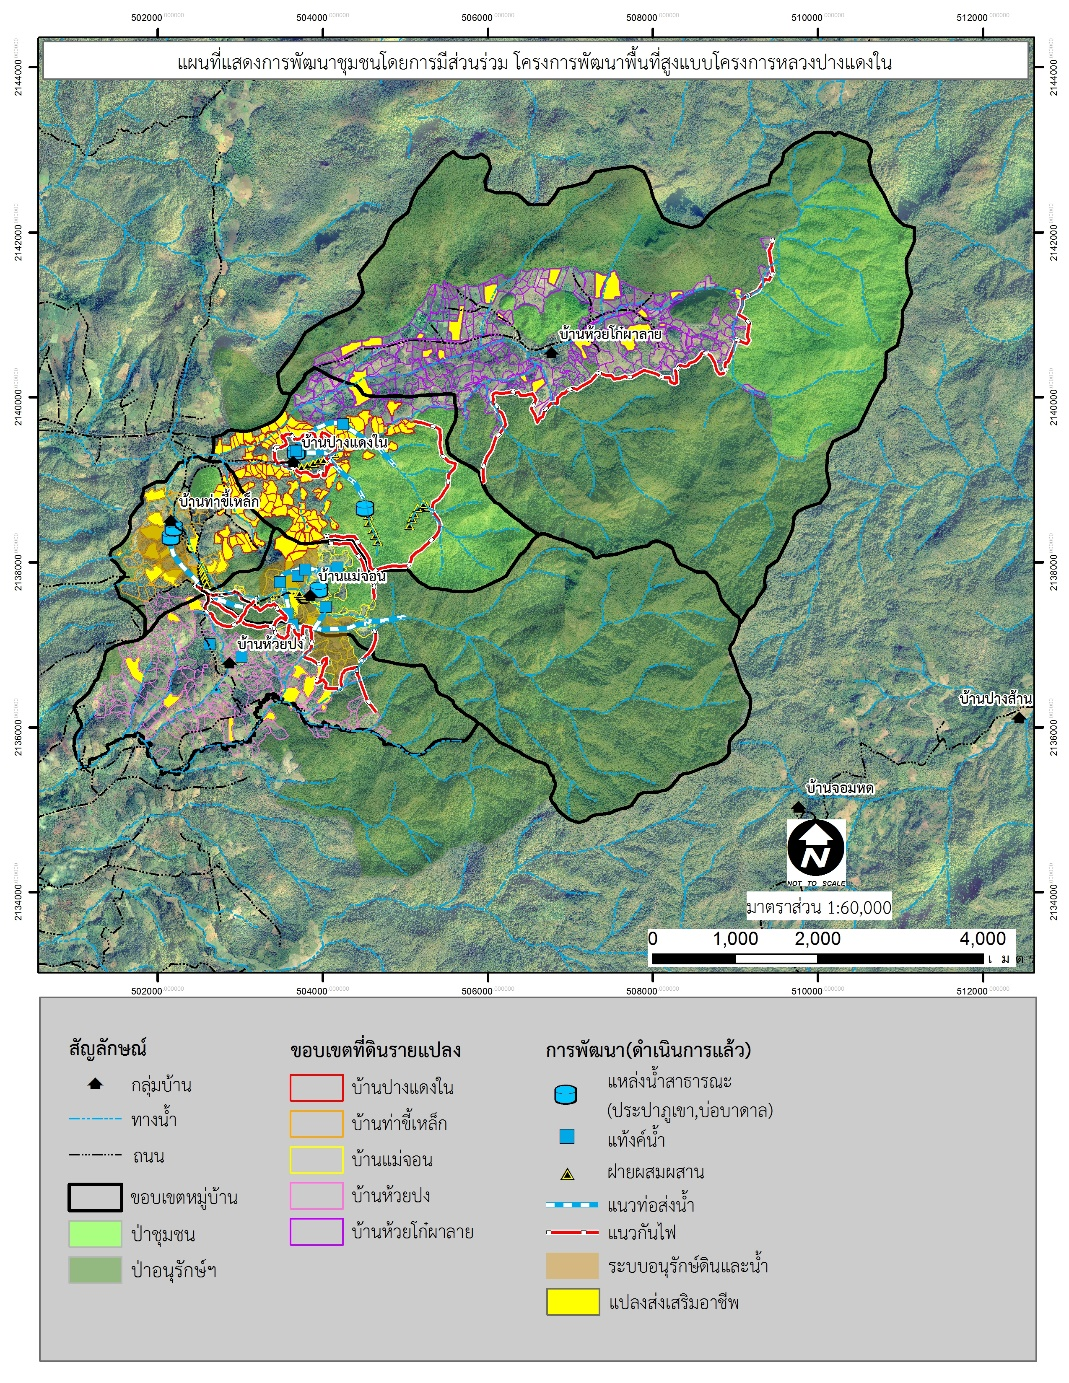 502000 504000 506000 508000 510000 512000
แผนที่แสดงการพัฒนาชุมชนโดยการมีส่วนร่วม โครงการพัฒนาพื้นที่สูงแบบโครงการหลวงปางแดงใน
2144000 2144000
2142000 2142000
บ้านห้วยโก๋ผาลาย
2140000 2140000
บ้านปางแดงใน
บ้านท่าขี้เหล็ก
2138000 2138000
บ้านแม่จอน
บ้านห้วยปง
บ้านปางส้าน
2136000 2136000
บ้านจอมหด
N
NOT TO SCALE
2134000 2134000
มาตราส่วน 1:60,000
0 1,000 2,000 4,000
502000 504000 506000 508000 510000 512000
สัญลักษณ์
กลุ่มบ้าน
ทางน้ำ
ถนน
ขอบเขตหมู่บ้าน
ป่าชุมชน
ป่าอนุรักษ์ฯ
ขอบเขตที่ดินรายแปลง
บ้านปางแดงใน
บ้านท่าขี้เหล็ก
บ้านแม่จอน
บ้านห้วยปง
บ้านห้วยโก๋ผาลาย
การพัฒนา(ดำเนินการแล้ว)
แหล่งน้ำสาธารณะ
(ประปาภูเขา,บ่อบาดาล)
แท้งค์น้ำ
ฝายผสมผสาน
แนวท่อส่งน้ำ
แนวกันไฟ
ระบบอนุรักษ์ดินและน้ำ
แปลงส่งเสริมอาชีพ